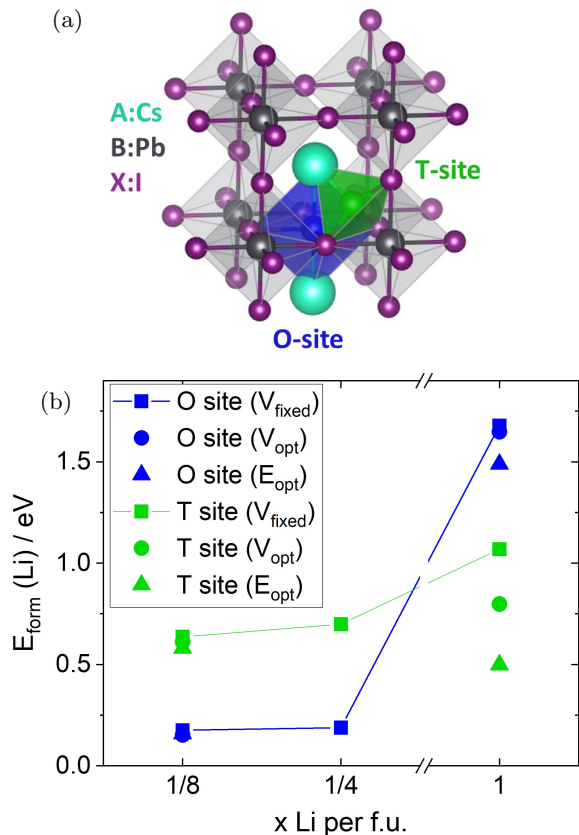 (a)
A:Cs
B:Pb
X:I
T-site
O-site
(b)
O site (V_fixed)
O site (V_opt)
O site (E_opt)
T site (V_fixed)
T site (V_opt)
T site (E_opt)
E_form (Li) / eV
1.5
1.0
0.5
0.0
1/8
1/4
1
x Li per f.u.